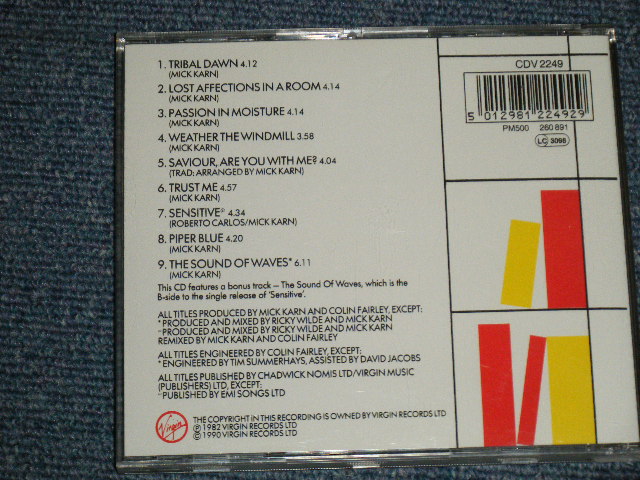 1. TRIBAL DAWN 4.12
(MICK KARN)
2. LOST AFFECTIONS IN A ROOM 4.14
(MICK KARN)
3. PASSION IN MOISTURE 4.14
(MICK KARN)
4. WEATHER THE WINDMILL 3.58
(MICK KARN)
5. SAVIOUR, ARE YOU WITH ME? 4.04
(TRAD; ARRANGED BY MICK KARN)
6. TRUST ME 4.57
(MICK KARN)
7. SENSITIVE° 4.34
(ROBERTO CARLOS/MICK KARN)
8. PIPER BLUE 4.20
(MICK KARN)
9. THE SOUND OF WAVES* 6.11
(MICK KARN)
This CD features a bonus track – The Sound Of Waves, which is the
B-side to the single release of 'Sensitive'.
ALL TITLES PRODUCED BY MICK KARN AND COLIN FAIRLEY, EXCEPT;
*PRODUCED AND MIXED BY RICKY WILDE AND MICK KARN
°PRODUCED AND MIXED BY RICKY WILDE AND MICK KARN
REMIXED BY MICK KARN AND COLIN FAIRLEY
ALL TITLES ENGINEERED BY COLIN FAIRLEY, EXCEPT;
*ENGINEERED BY TIM SUMMERHAYS, ASSISTED BY DAVID JACOBS
ALL TITLES PUBLISHED BY CHADWICK NOMIS LTD/VIRGIN MUSIC
(PUBLISHERS) LTD, EXCEPT;
°PUBLISHED BY EMI SONGS LTD
Virgin
THE COPYRIGHT IN THIS RECORDING IS OWNED BY VIRGIN RECORDS LTD
℗ 1982 VIRGIN RECORDS LTD
© 1990 VIRGIN RECORDS LTD
CDV 2249
5 012981 224929
PM500 260 891
LC 3098